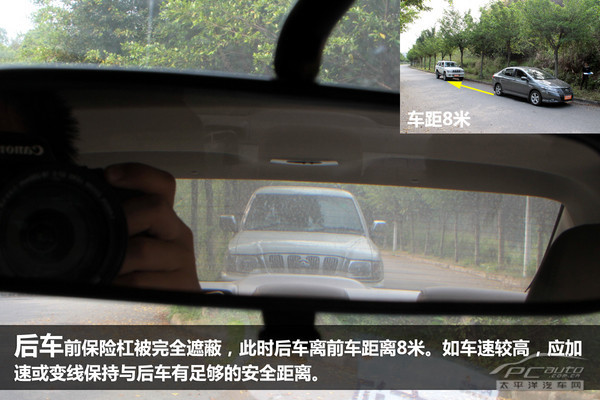 车距8米
Canon
后车前保险杠被完全遮蔽，此时后车离前车距离8米。如车速较高，应加
速或变线保持与后车有足够的安全距离。
PCauto
太平洋汽车网